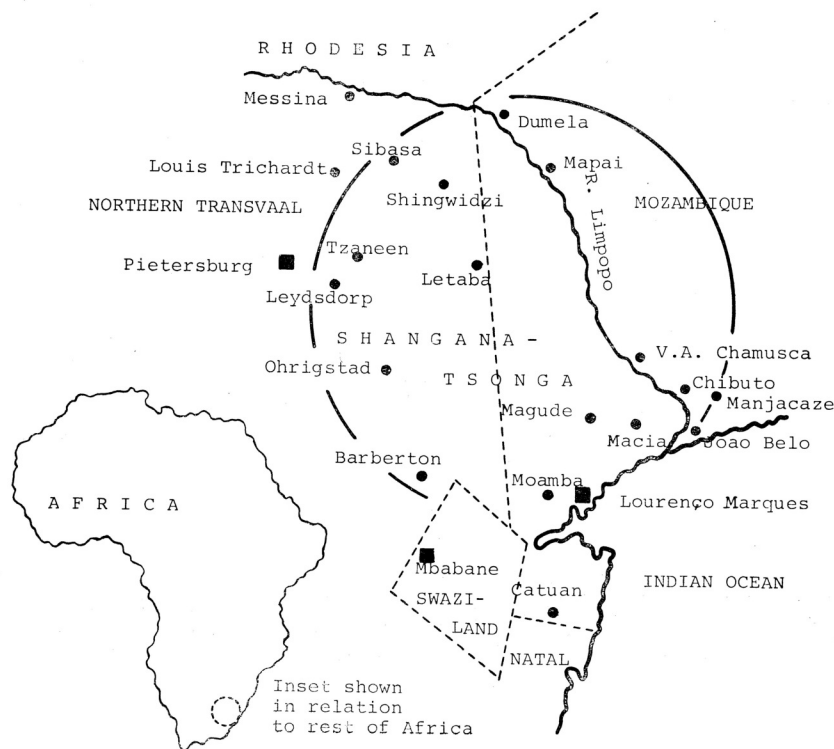 RHODESIA
Messina
Dumela
Sibasa
Louis Trichardt
Mapai
Shingwidzi
R. Limpopo
NORTHERN TRANSVAAL
MOZAMBIQUE
Tzaneen
Pietersburg
Letaba
Leydsdorp
SHANGANA-
TSONGA
V.A. Chamusca
Ohrigstad
Chibuto
Manjacaze
Magude
Macia
Joao Belo
Barberton
Moamba
AFRICA
Lourenço Marques
Mbabane
Catuan
INDIAN OCEAN
SWAZI-
LAND
NATAL
Inset shown
in relation
to rest of Africa